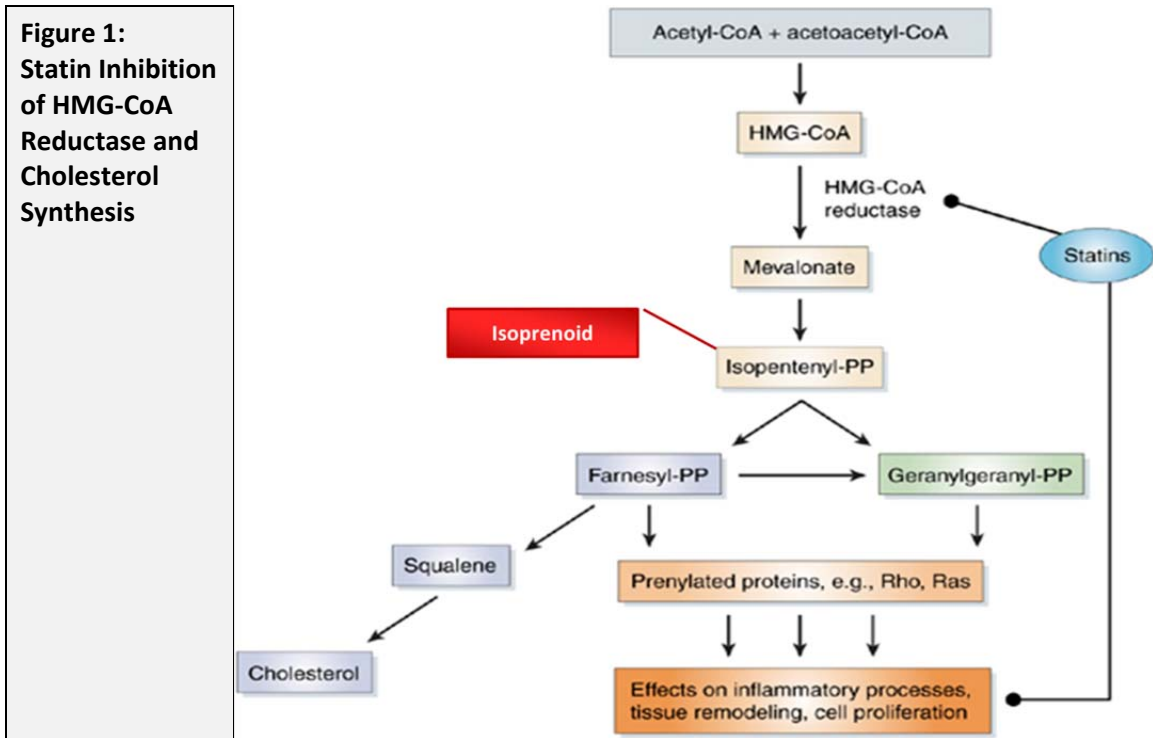 Figure 1:
Statin Inhibition
of HMG-CoA
Reductase and
Cholesterol
Synthesis
Acetyl-CoA + acetoacetyl-CoA
HMG-CoA
HMG-CoA
reductase
Statins
Mevalonate
Isoprenoid
Isopentenyl-PP
Farnesyl-PP
Geranylgeranyl-PP
Squalene
Prenylated proteins, e.g., Rho, Ras
Cholesterol
Effects on inflammatory processes,
tissue remodeling, cell proliferation